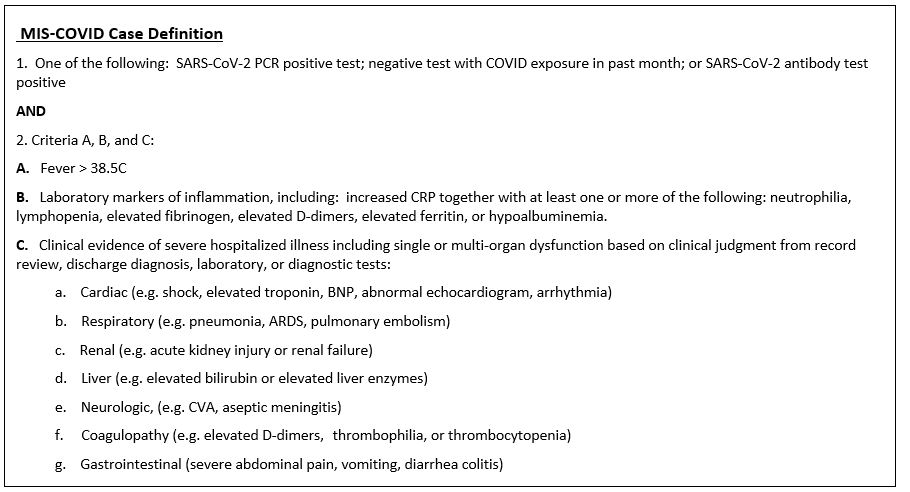 MIS-COVID Case Definition
1. One of the following: SARS-CoV-2 PCR positive test; negative test with COVID exposure in past month; or SARS-CoV-2 antibody test
positive
AND
2. Criteria A, B, and C:
A. Fever > 38.5C
B. Laboratory markers of inflammation, including: increased CRP together with at least one or more of the following: neutrophilia,
lymphopenia, elevated fibrinogen, elevated D-dimers, elevated ferritin, or hypoalbuminemia.
C. Clinical evidence of severe hospitalized illness including single or multi-organ dysfunction based on clinical judgment from record
review, discharge diagnosis, laboratory, or diagnostic tests:
a. Cardiac (e.g. shock, elevated troponin, BNP, abnormal echocardiogram, arrhythmia)
b. Respiratory (e.g. pneumonia, ARDS, pulmonary embolism)
c. Renal (e.g. acute kidney injury or renal failure)
d. Liver (e.g. elevated bilirubin or elevated liver enzymes)
e. Neurologic, (e.g. CVA, aseptic meningitis)
f. Coagulopathy (e.g. elevated D-dimers, thrombophilia, or thrombocytopenia)
g. Gastrointestinal (severe abdominal pain, vomiting, diarrhea colitis)